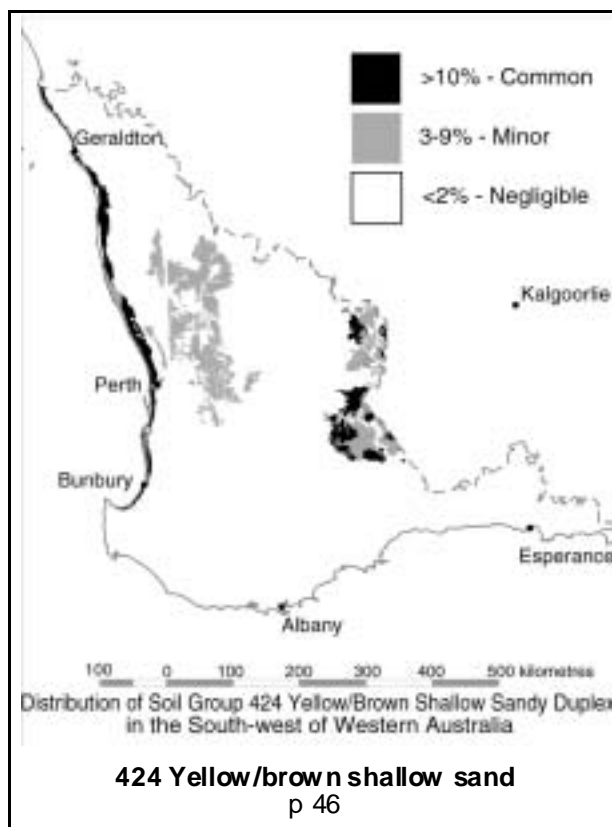 >10% - Common
Geraldton
3-9% - Minor
<2% - Negligible
Kalgoorlie
Perth
Bunbury
Esperance
Albany
100 0 100 200 300 400 500 kilometres
Distribution of Soil Group 424 Yellow/Brown Shallow Sandy Duplex
in the South-west of Western Australia
424 Yellow/brown shallow sand
p 46